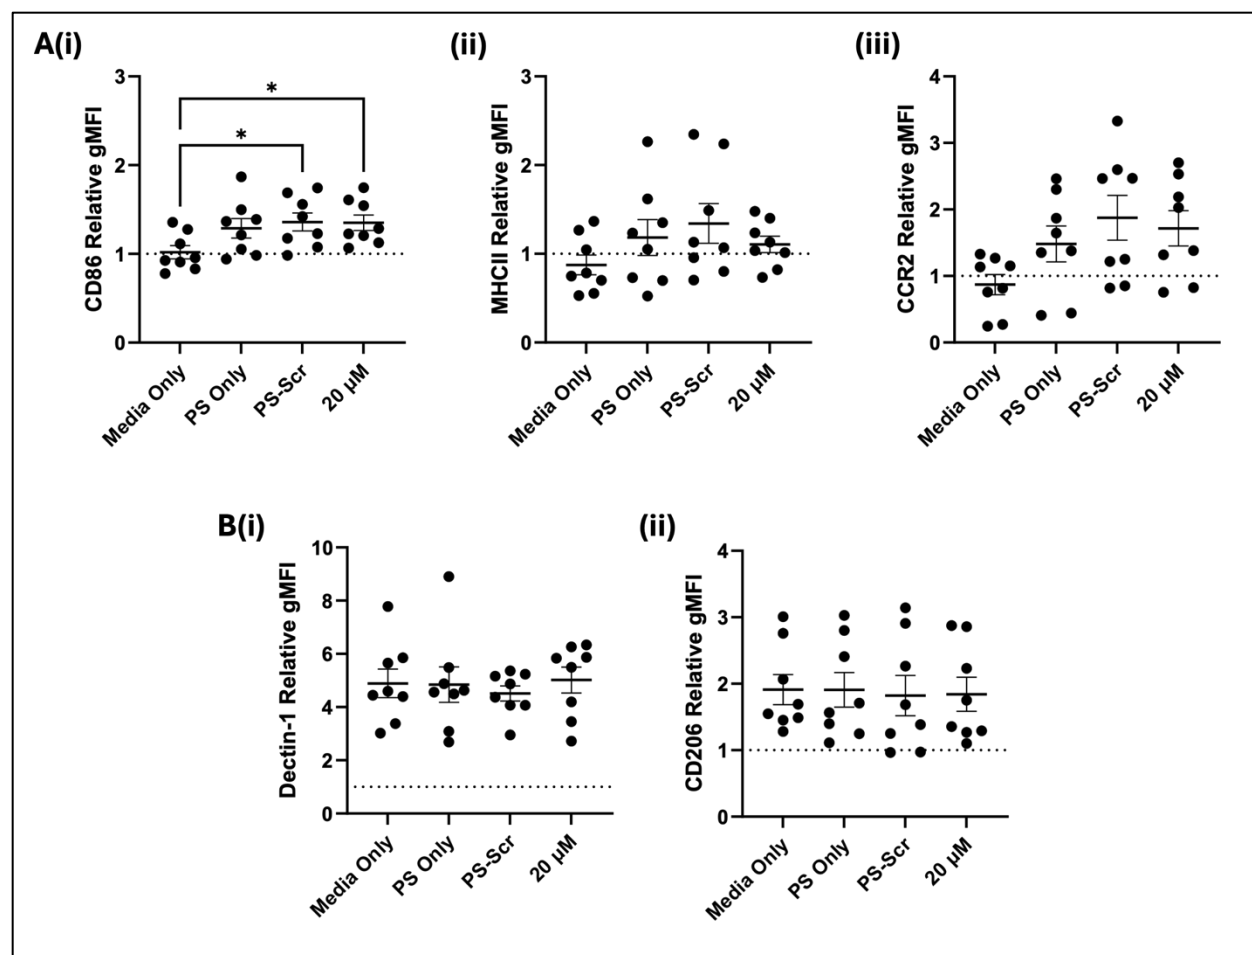 A(i)
CD86 Relative gMFI
3
2
1
0
*
*
Media Only
PS Only
PS-Scr
20 µM
(ii)
MHCII Relative gMFI
3
2
1
0
Media Only
PS Only
PS-Scr
20 µM
(iii)
CCR2 Relative gMFI
4
3
2
1
0
Media Only
PS Only
PS-Scr
20 µM
B(i)
Dectin-1 Relative gMFI
10
8
6
4
2
0
Media Only
PS Only
PS-Scr
20 µM
(ii)
CD206 Relative gMFI
4
3
2
1
0
Media Only
PS Only
PS-Scr
20 µM